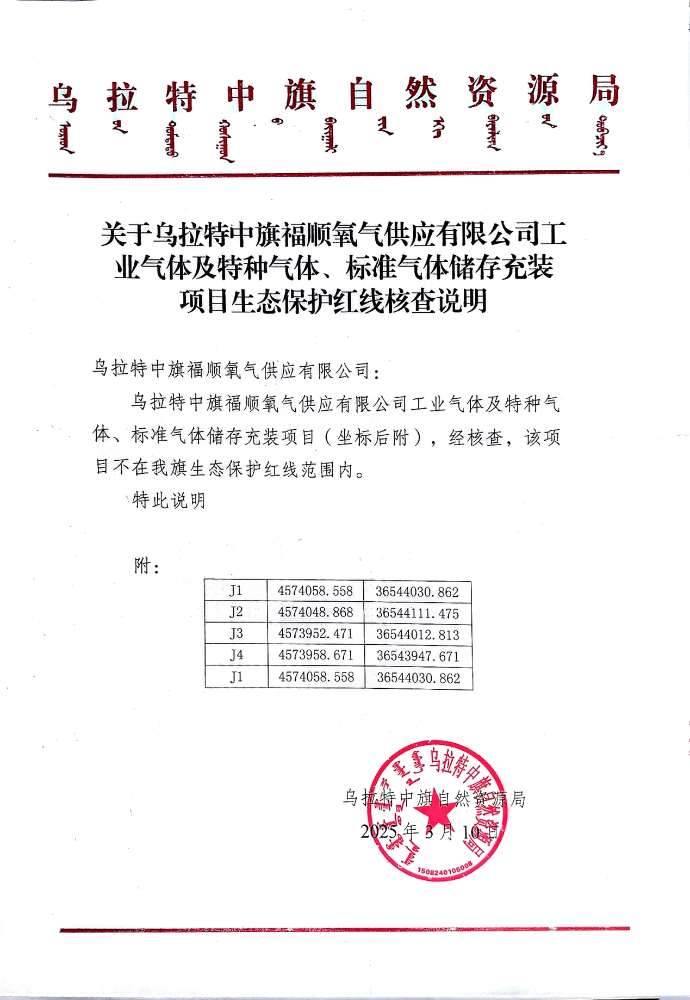 乌拉特中旗自然资源局
关于乌拉特中旗福顺氧气供应有限公司工
业气体及特种气体、标准气体储存充装
项目生态保护红线核查说明
乌拉特中旗福顺氧气供应有限公司：
乌拉特中旗福顺氧气供应有限公司工业气体及特种气
体、标准气体储存充装项目（坐标后附），经核查，该项
目不在我旗生态保护红线范围内。
特此说明
附：
J1 4574058.558 36544030.862
J2 4574048.868 36544111.475
J3 4573952.471 36544012.813
J4 4573958.671 36543947.671
J1 4574058.558 36544030.862
乌拉特中旗自然资源局
2025年3月10日
乌拉特中旗自然资源局
1508240105008